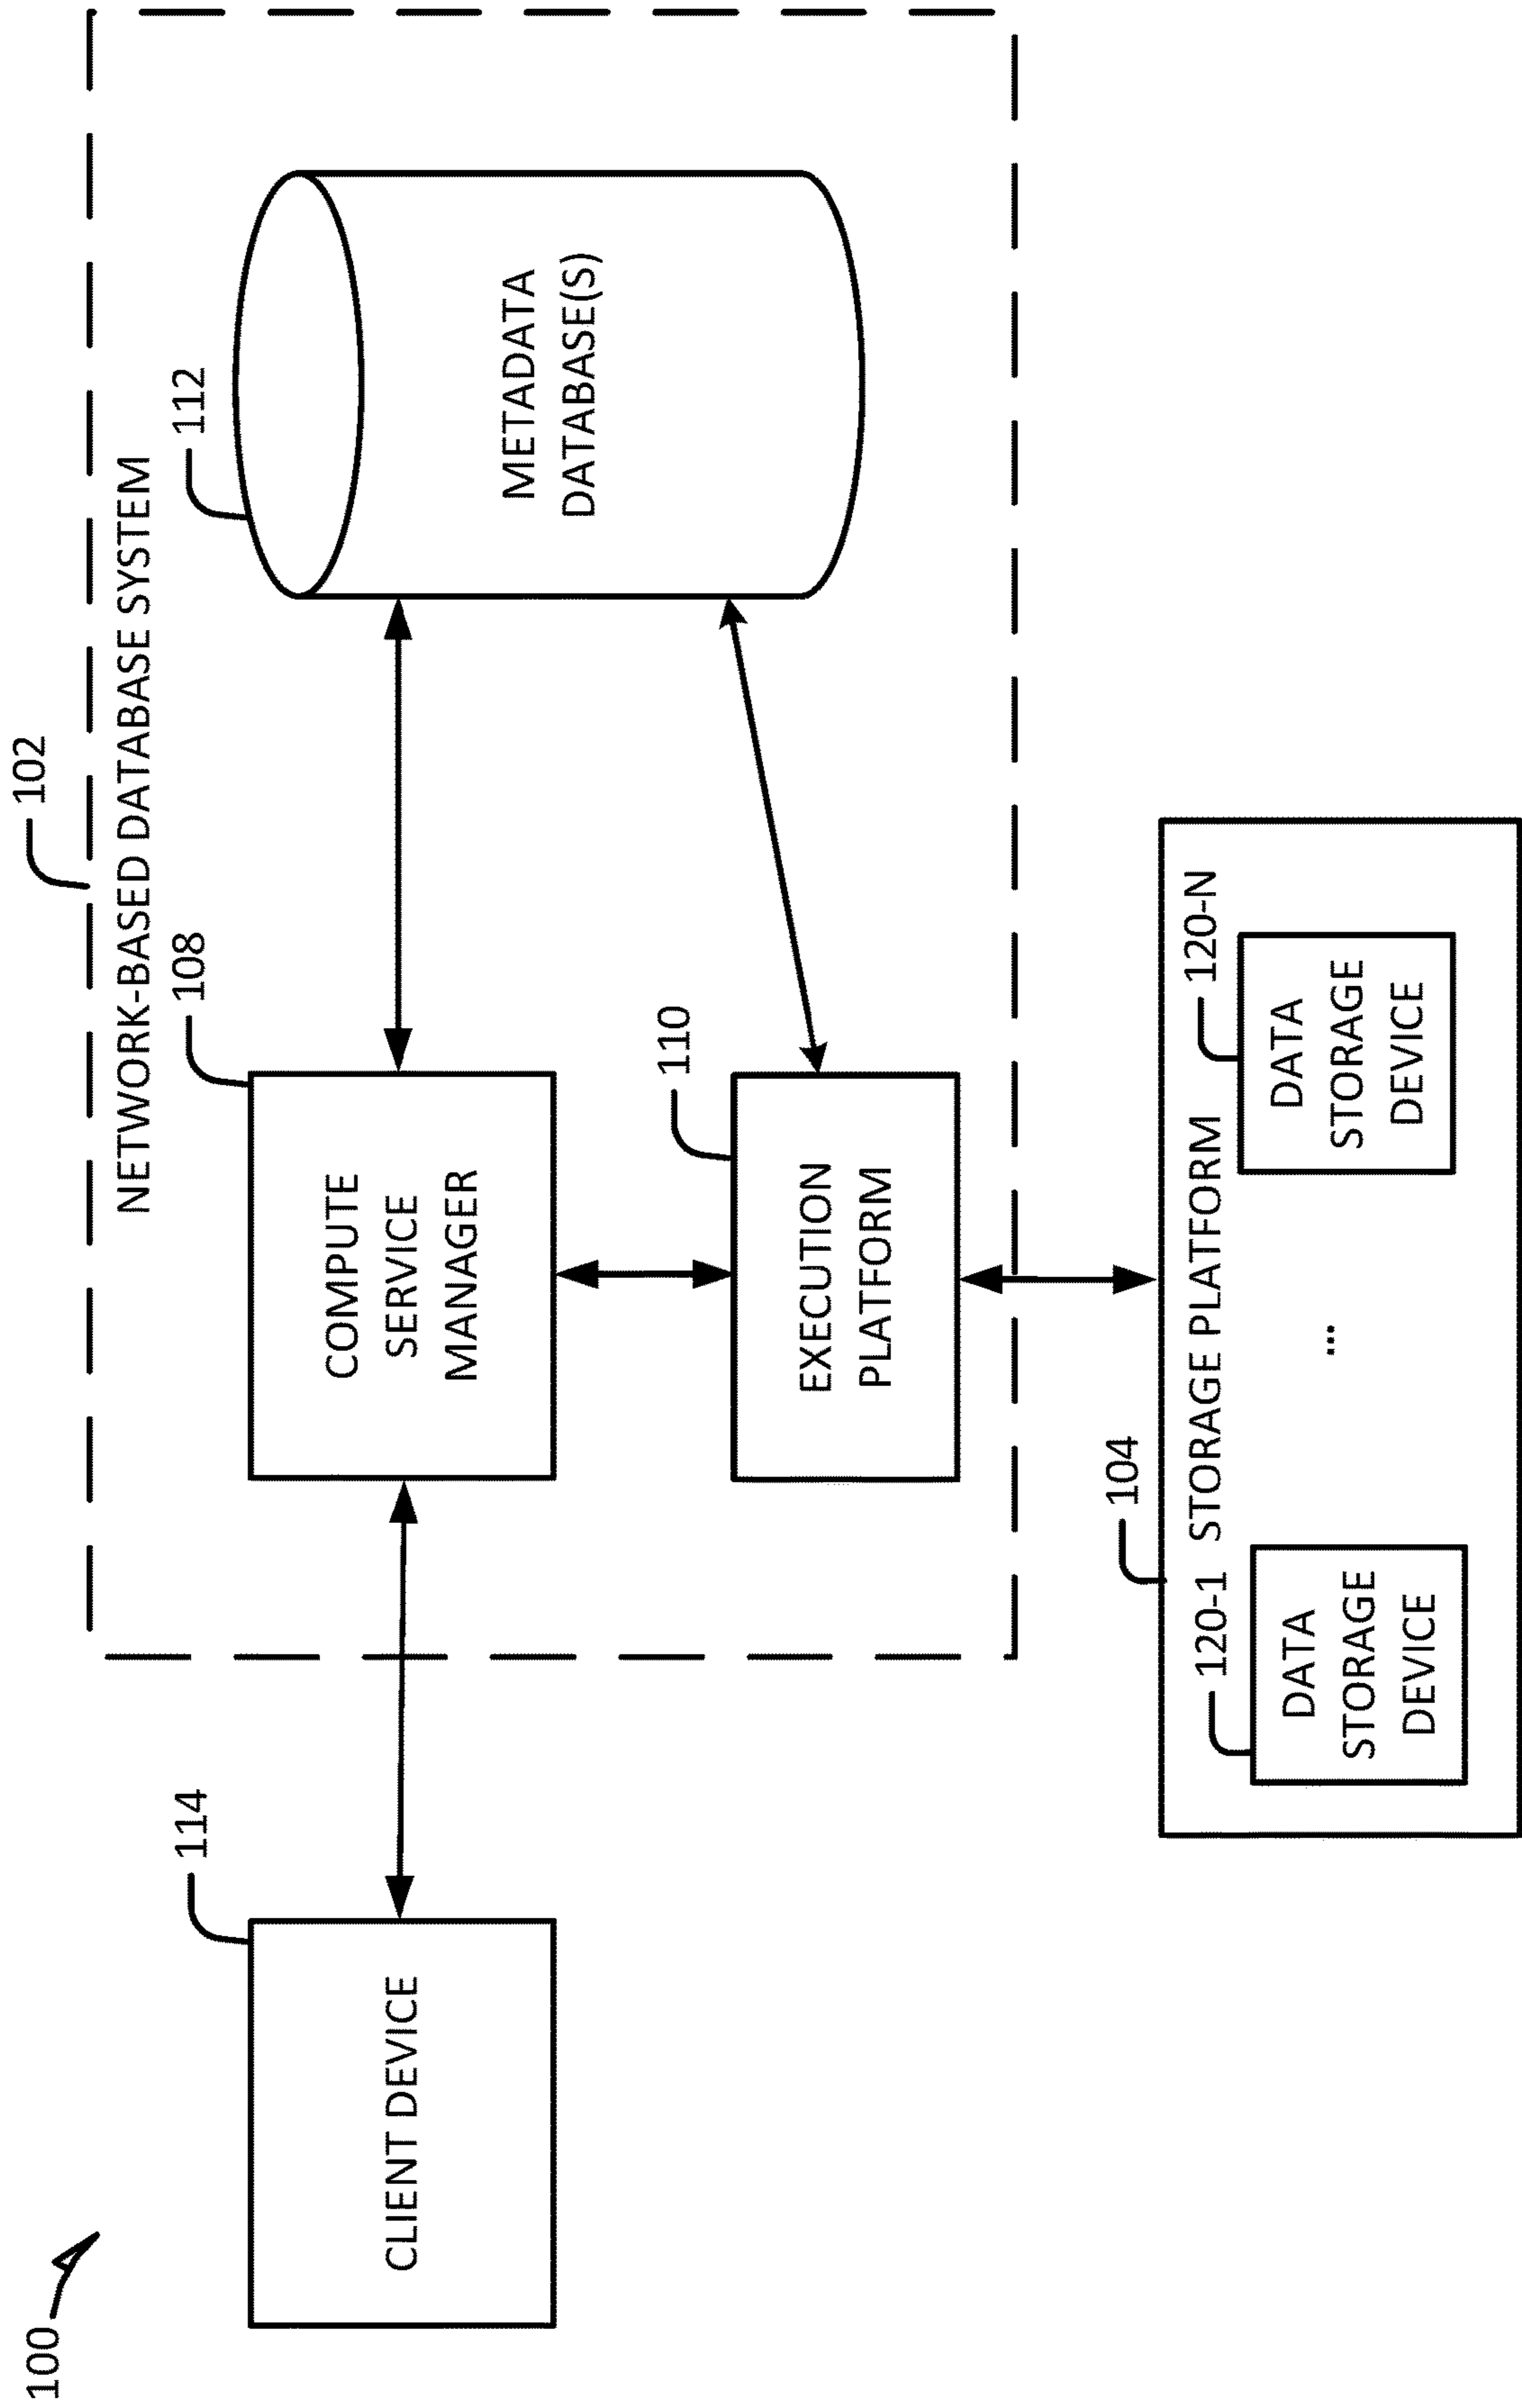 100
102
NETWORK-BASED DATABASE SYSTEM
114
CLIENT DEVICE
108
COMPUTE
SERVICE
MANAGER
112
METADATA
DATABASE(S)
110
EXECUTION
PLATFORM
104
120-1
STORAGE PLATFORM
120-N
DATA
STORAGE
DEVICE
...
DATA
STORAGE
DEVICE